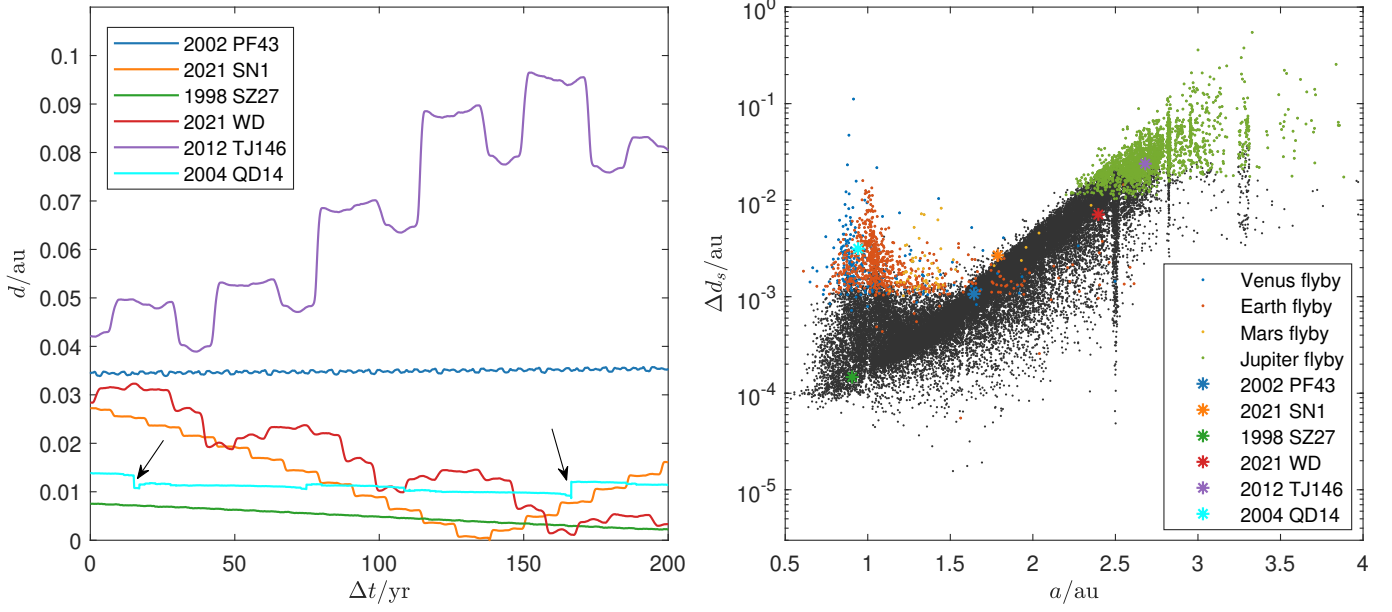 0.1
0.09
0.08
0.07
0.06
0.05
0.04
0.03
0.02
0.01
0
d/au
2002 PF43
2021 SN1
1998 SZ27
2021 WD
2012 TJ146
2004 QD14
0 50 100 150 200
Δt/yr
10⁰
10⁻¹
10⁻²
10⁻³
10⁻⁴
10⁻⁵
Δdₛ/au
Venus flyby
Earth flyby
Mars flyby
Jupiter flyby
2002 PF43
2021 SN1
1998 SZ27
2021 WD
2012 TJ146
2004 QD14
0.5 1 1.5 2 2.5 3 3.5 4
a/au